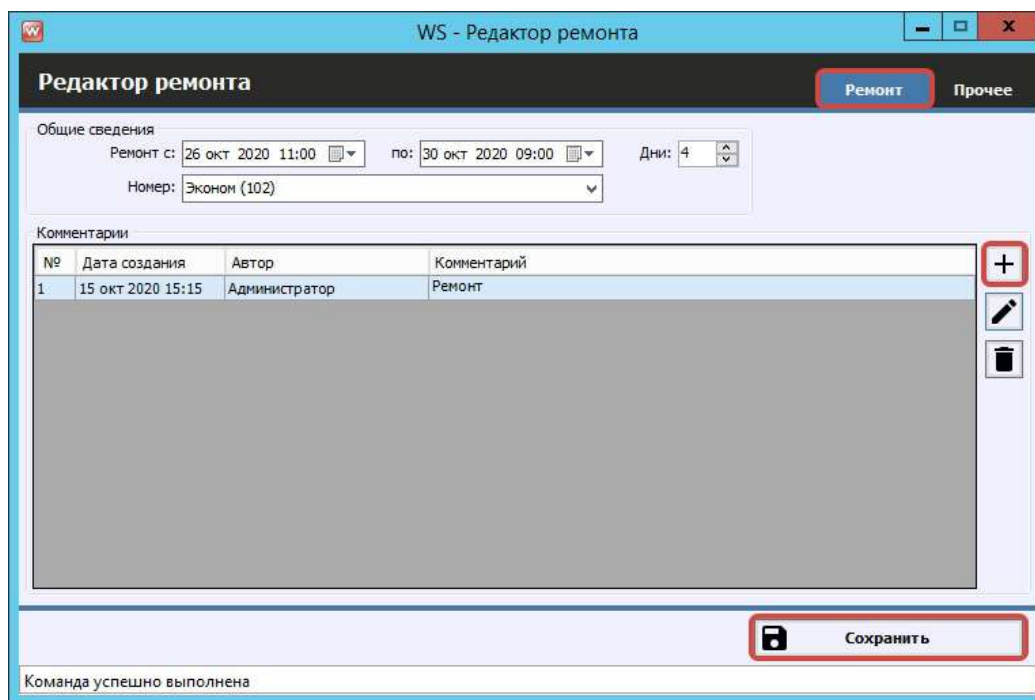 WS - Редактор ремонта
Редактор ремонта
Ремонт
Прочее
Общие сведения
Ремонт с: 26 окт 2020 11:00 по: 30 окт 2020 09:00 Дни: 4
Номер: Эконом (102)
Комментарии
№ Дата создания Автор Комментарий
1 15 окт 2020 15:15 Администратор Ремонт
Сохранить
Команда успешно выполнена